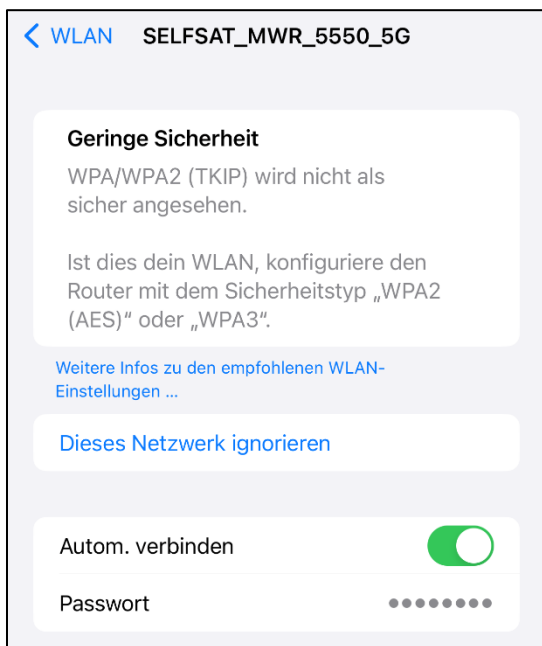 WLAN SELFSAT_MWR_5550_5G
Geringe Sicherheit
WPA/WPA2 (TKIP) wird nicht als
sicher angesehen.
Ist dies dein WLAN, konfiguriere den
Router mit dem Sicherheitstyp „WPA2
(AES)“ oder „WPA3“.
Weitere Infos zu den empfohlenen WLAN-
Einstellungen ...
Dieses Netzwerk ignorieren
Autom. verbinden
Passwort ●●●●●●●●